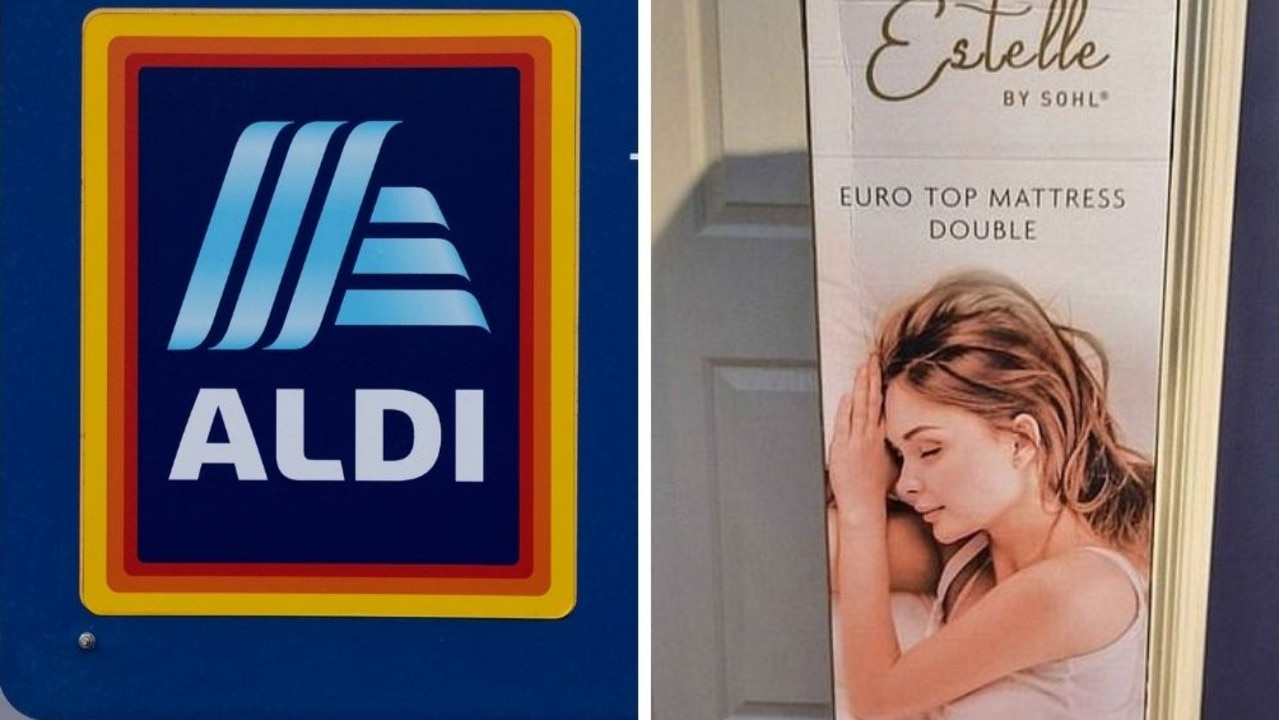 ALDI
Estelle
BY SOHL®
EURO TOP MATTRESS
DOUBLE